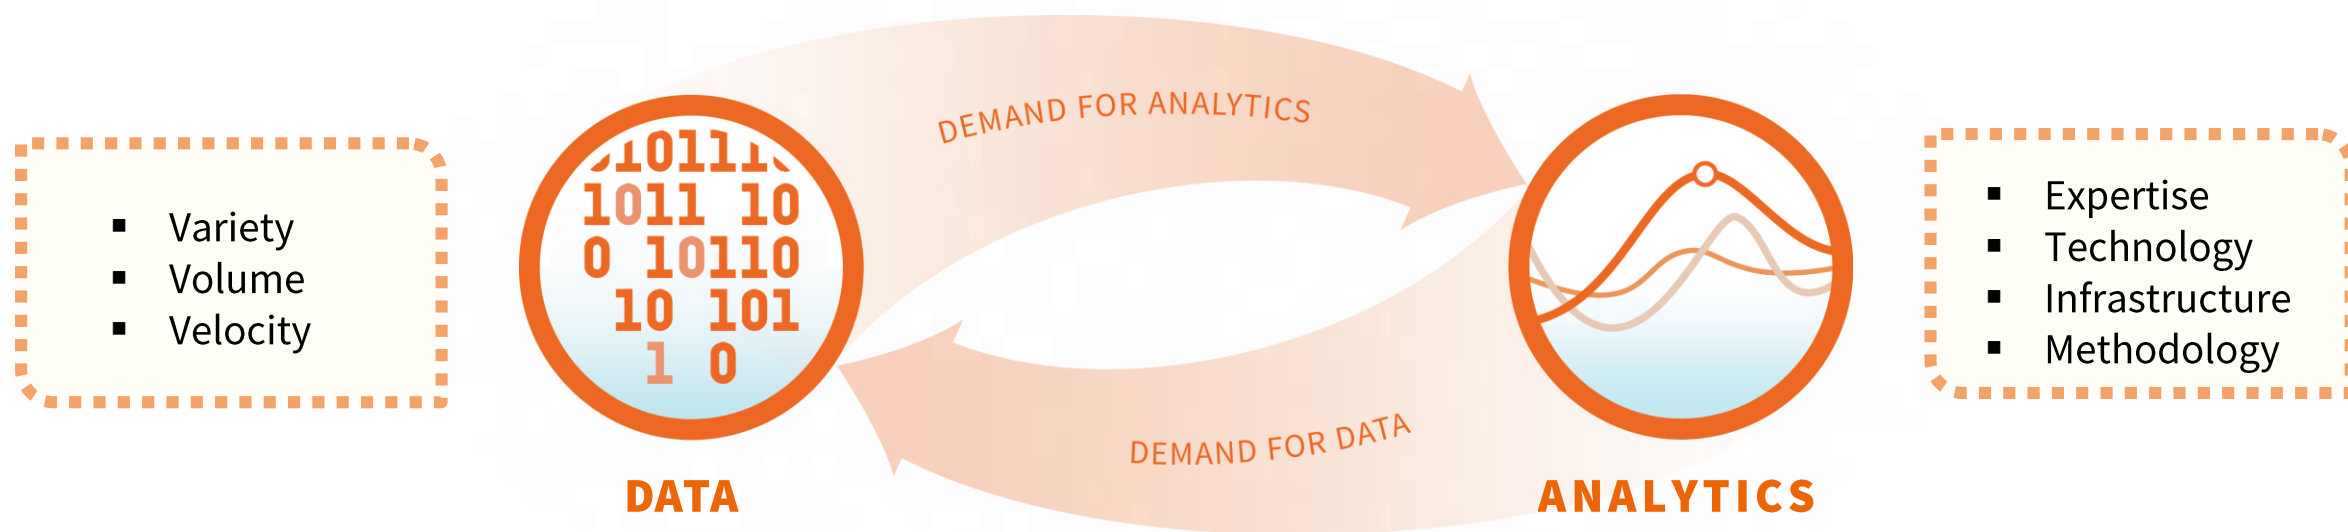 DEMAND FOR ANALYTICS
▪ Variety
▪ Volume
▪ Velocity
101110
1011 10
0 10110
10 101
1 0
▪ Expertise
▪ Technology
▪ Infrastructure
▪ Methodology
DEMAND FOR DATA
DATA
ANALYTICS